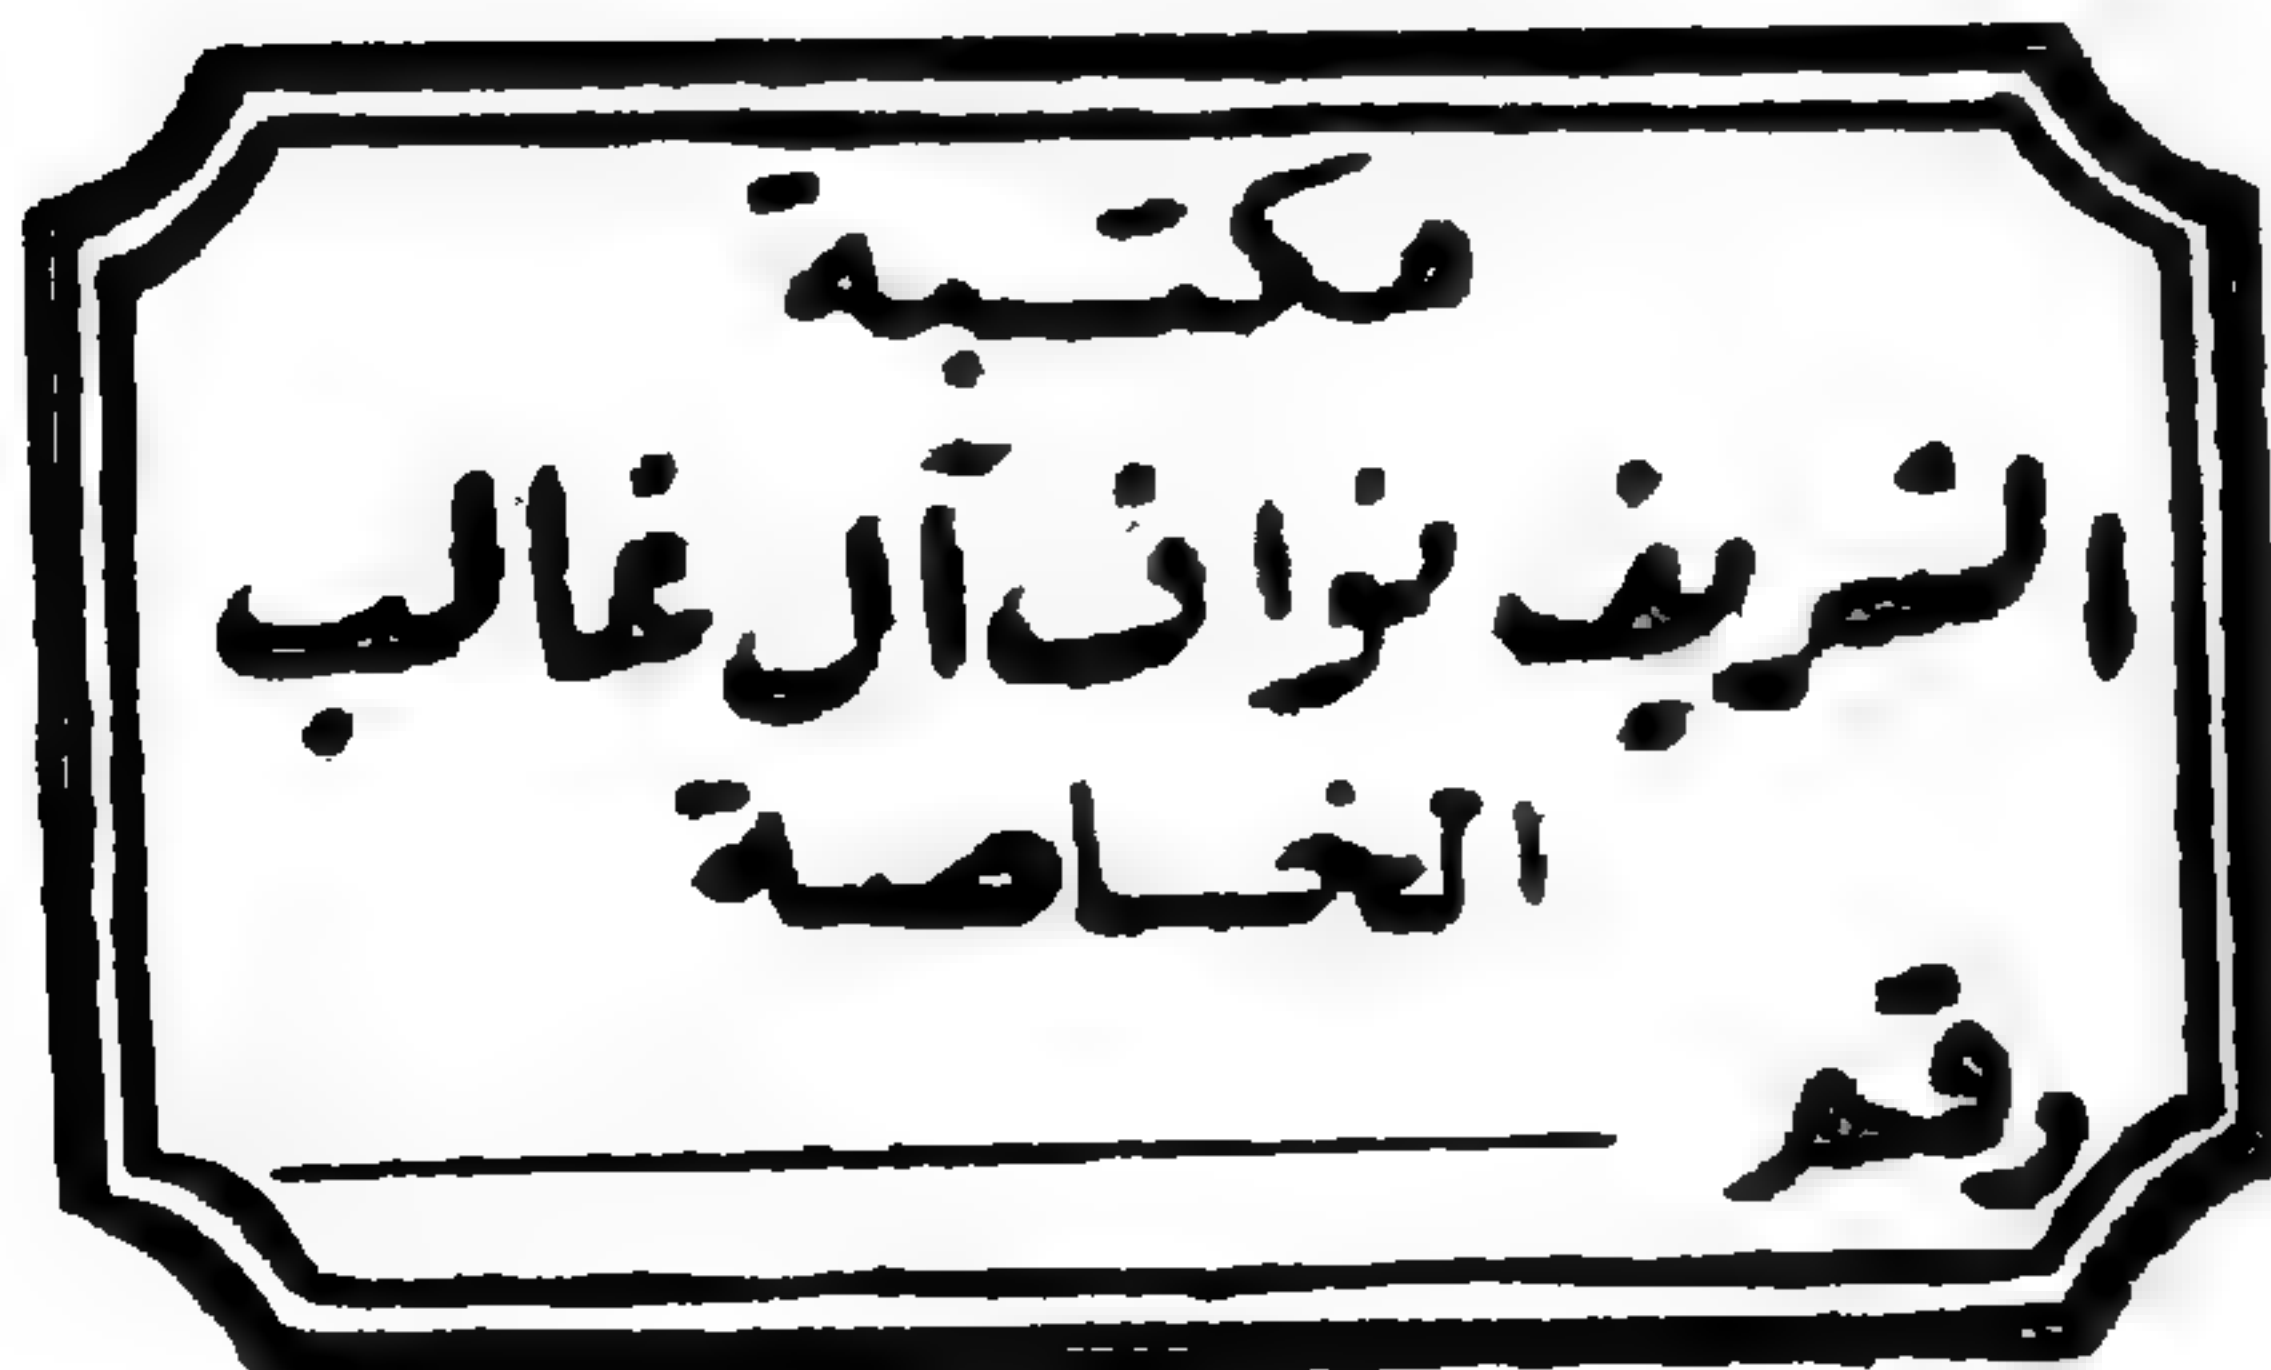 مكتبة
الشريف نواف آل غالب
الخاصة
رقم